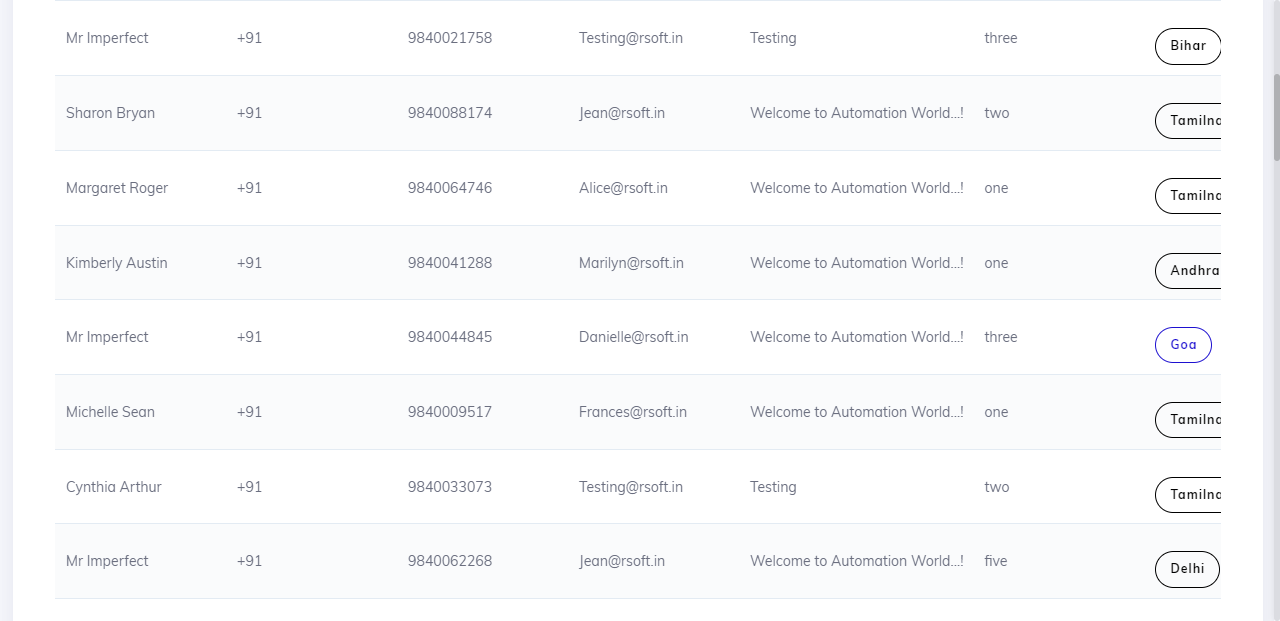 Mr Imperfect +91 9840021758 Testing@rsoft.in Testing three Bihar
Sharon Bryan +91 9840088174 Jean@rsoft.in Welcome to Automation World...! two Tamilna
Margaret Roger +91 9840064746 Alice@rsoft.in Welcome to Automation World...! one Tamilna
Kimberly Austin +91 9840041288 Marilyn@rsoft.in Welcome to Automation World...! one Andhra
Mr Imperfect +91 9840044845 Danielle@rsoft.in Welcome to Automation World...! three Goa
Michelle Sean +91 9840009517 Frances@rsoft.in Welcome to Automation World...! one Tamilna
Cynthia Arthur +91 9840033073 Testing@rsoft.in Testing two Tamilna
Mr Imperfect +91 9840062268 Jean@rsoft.in Welcome to Automation World...! five Delhi